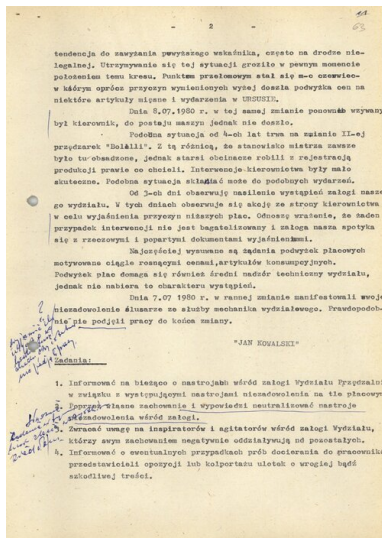 - 2 -
63
tendencja do zawyżania powyższego wskaźnika, często na drodze nie-
legalnej. Utrzymywanie się tej sytuacji groziło w pewnym momencie
położeniem temu kresu. Punktem przełomowym stał się m-c czerwiec
w którym oprócz przyczyn wymienionych wyżej doszła podwyżka cen na
niektóre artykuły mięsne i wydarzenia w URSUSIE.
Dnia 8.07.1980 r w tej samej zmianie ponownie wzywany
był kierownik, do postoju maszyn jednak nie doszło.
Podobna sytuacja od 4-ch lat trwa na zmianie II-ej
przędzarek "Bolelli". Z tą różnicą, że stanowisko mistrza zawsze
było tu obsadzone, jednak starsi obciągacze robili z rejestracją
produkcji prawie co chcieli. Interwencje kierownictwa były mało
skuteczne. Podobna sytuacja składać może do podobnych wydarzeń.
Od 3-ch dni obserwuję nasilenie wystąpień załogi nasze
go wydziału. W tych dniach obserwuje się akcję ze strony kierownictwa
w celu wyjaśnienia przyczyn niższych płac. Odnoszę wrażenie, że żaden
przypadek interwencji nie jest bagatelizowany i załoga nasza spotyka
się z rzeczowymi i popartymi dokumentami wyjaśnieniami.
Najczęściej wysuwane są żądania podwyżek płacowych
motywowane ciągle rosnącymi cenami, artykułów konsumpcyjnych.
Podwyżek płac domaga się również średni nadzór techniczny wydziału,
jednak nie nabiera to charakteru wystąpień.
Dnia 7.07 1980 r. w rannej zmianie manifestowali swoje
niezadowolenie ślusarze ze służby mechanika wydziałowego. Prawdopodob-
nie nie podjęli pracy do końca zmiany.
"JAN KOWALSKI"
Zadania:
1. Informować na bieżąco o nastrojach wśród załogi Wydziału Przędzalni
w związku z występującymi nastrojami niezadowolenia na tle płacowym
2. Poprzez własne zachowanie i wypowiedzi neutralizować nastroje
niezadowolenia wśród załogi.
3. Zwracać uwagę na inspiratorów i agitatorów wśród załogi Wydziału,
którzy swym zachowaniem negatywnie oddziaływują od pozostałych.
4. Informować o ewentualnych przypadkach prób docierania do pracowników
przedstawicieli opozycji lub kolportażu ulotek o wrogiej bądź
szkodliwej treści.